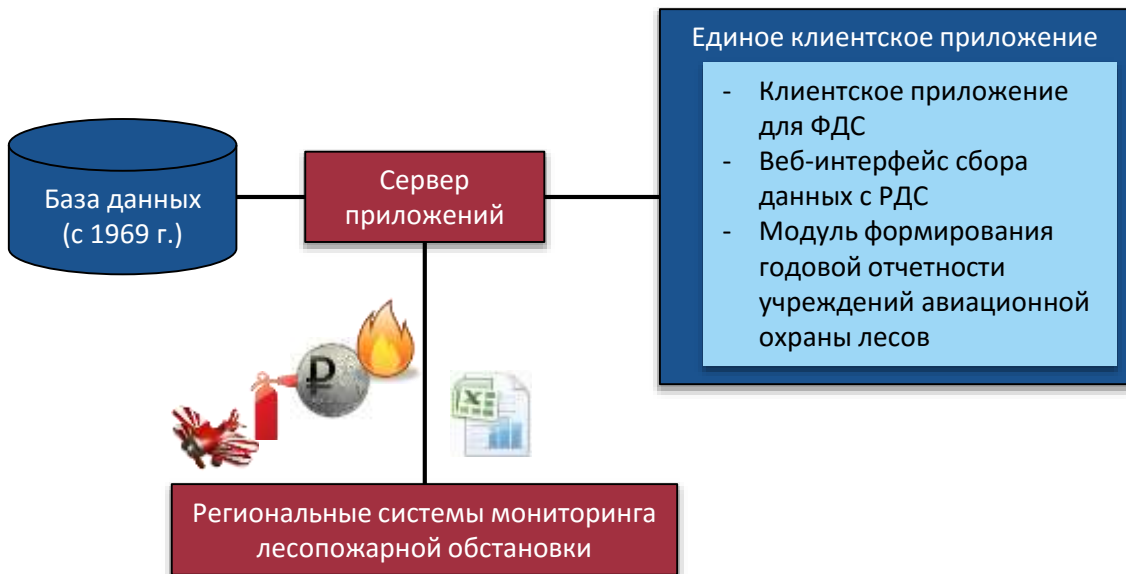 Единое клиентское приложение
- Клиентское приложение
для ФДС
- Веб-интерфейс сбора
данных с РДС
- Модуль формирования
годовой отчетности
учреждений авиационной
охраны лесов
База данных
(с 1969 г.)
Сервер
приложений
Региональные системы мониторинга
лесопожарной обстановки